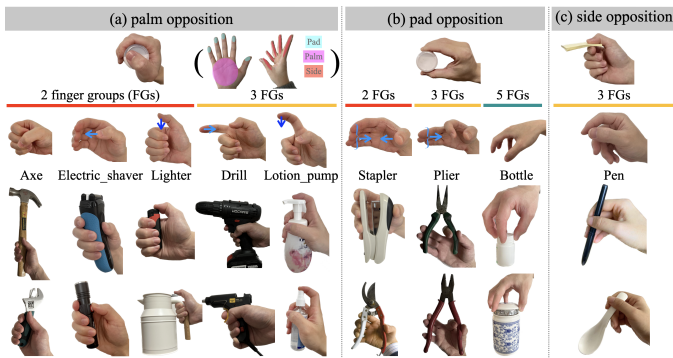 (a) palm opposition
(b) pad opposition
(c) side opposition
Pad
Palm
Side
2 finger groups (FGs)
3 FGs
2 FGs
3 FGs
5 FGs
3 FGs
Axe
Electric_shaver
Lighter
Drill
Lotion_pump
Stapler
Plier
Bottle
Pen